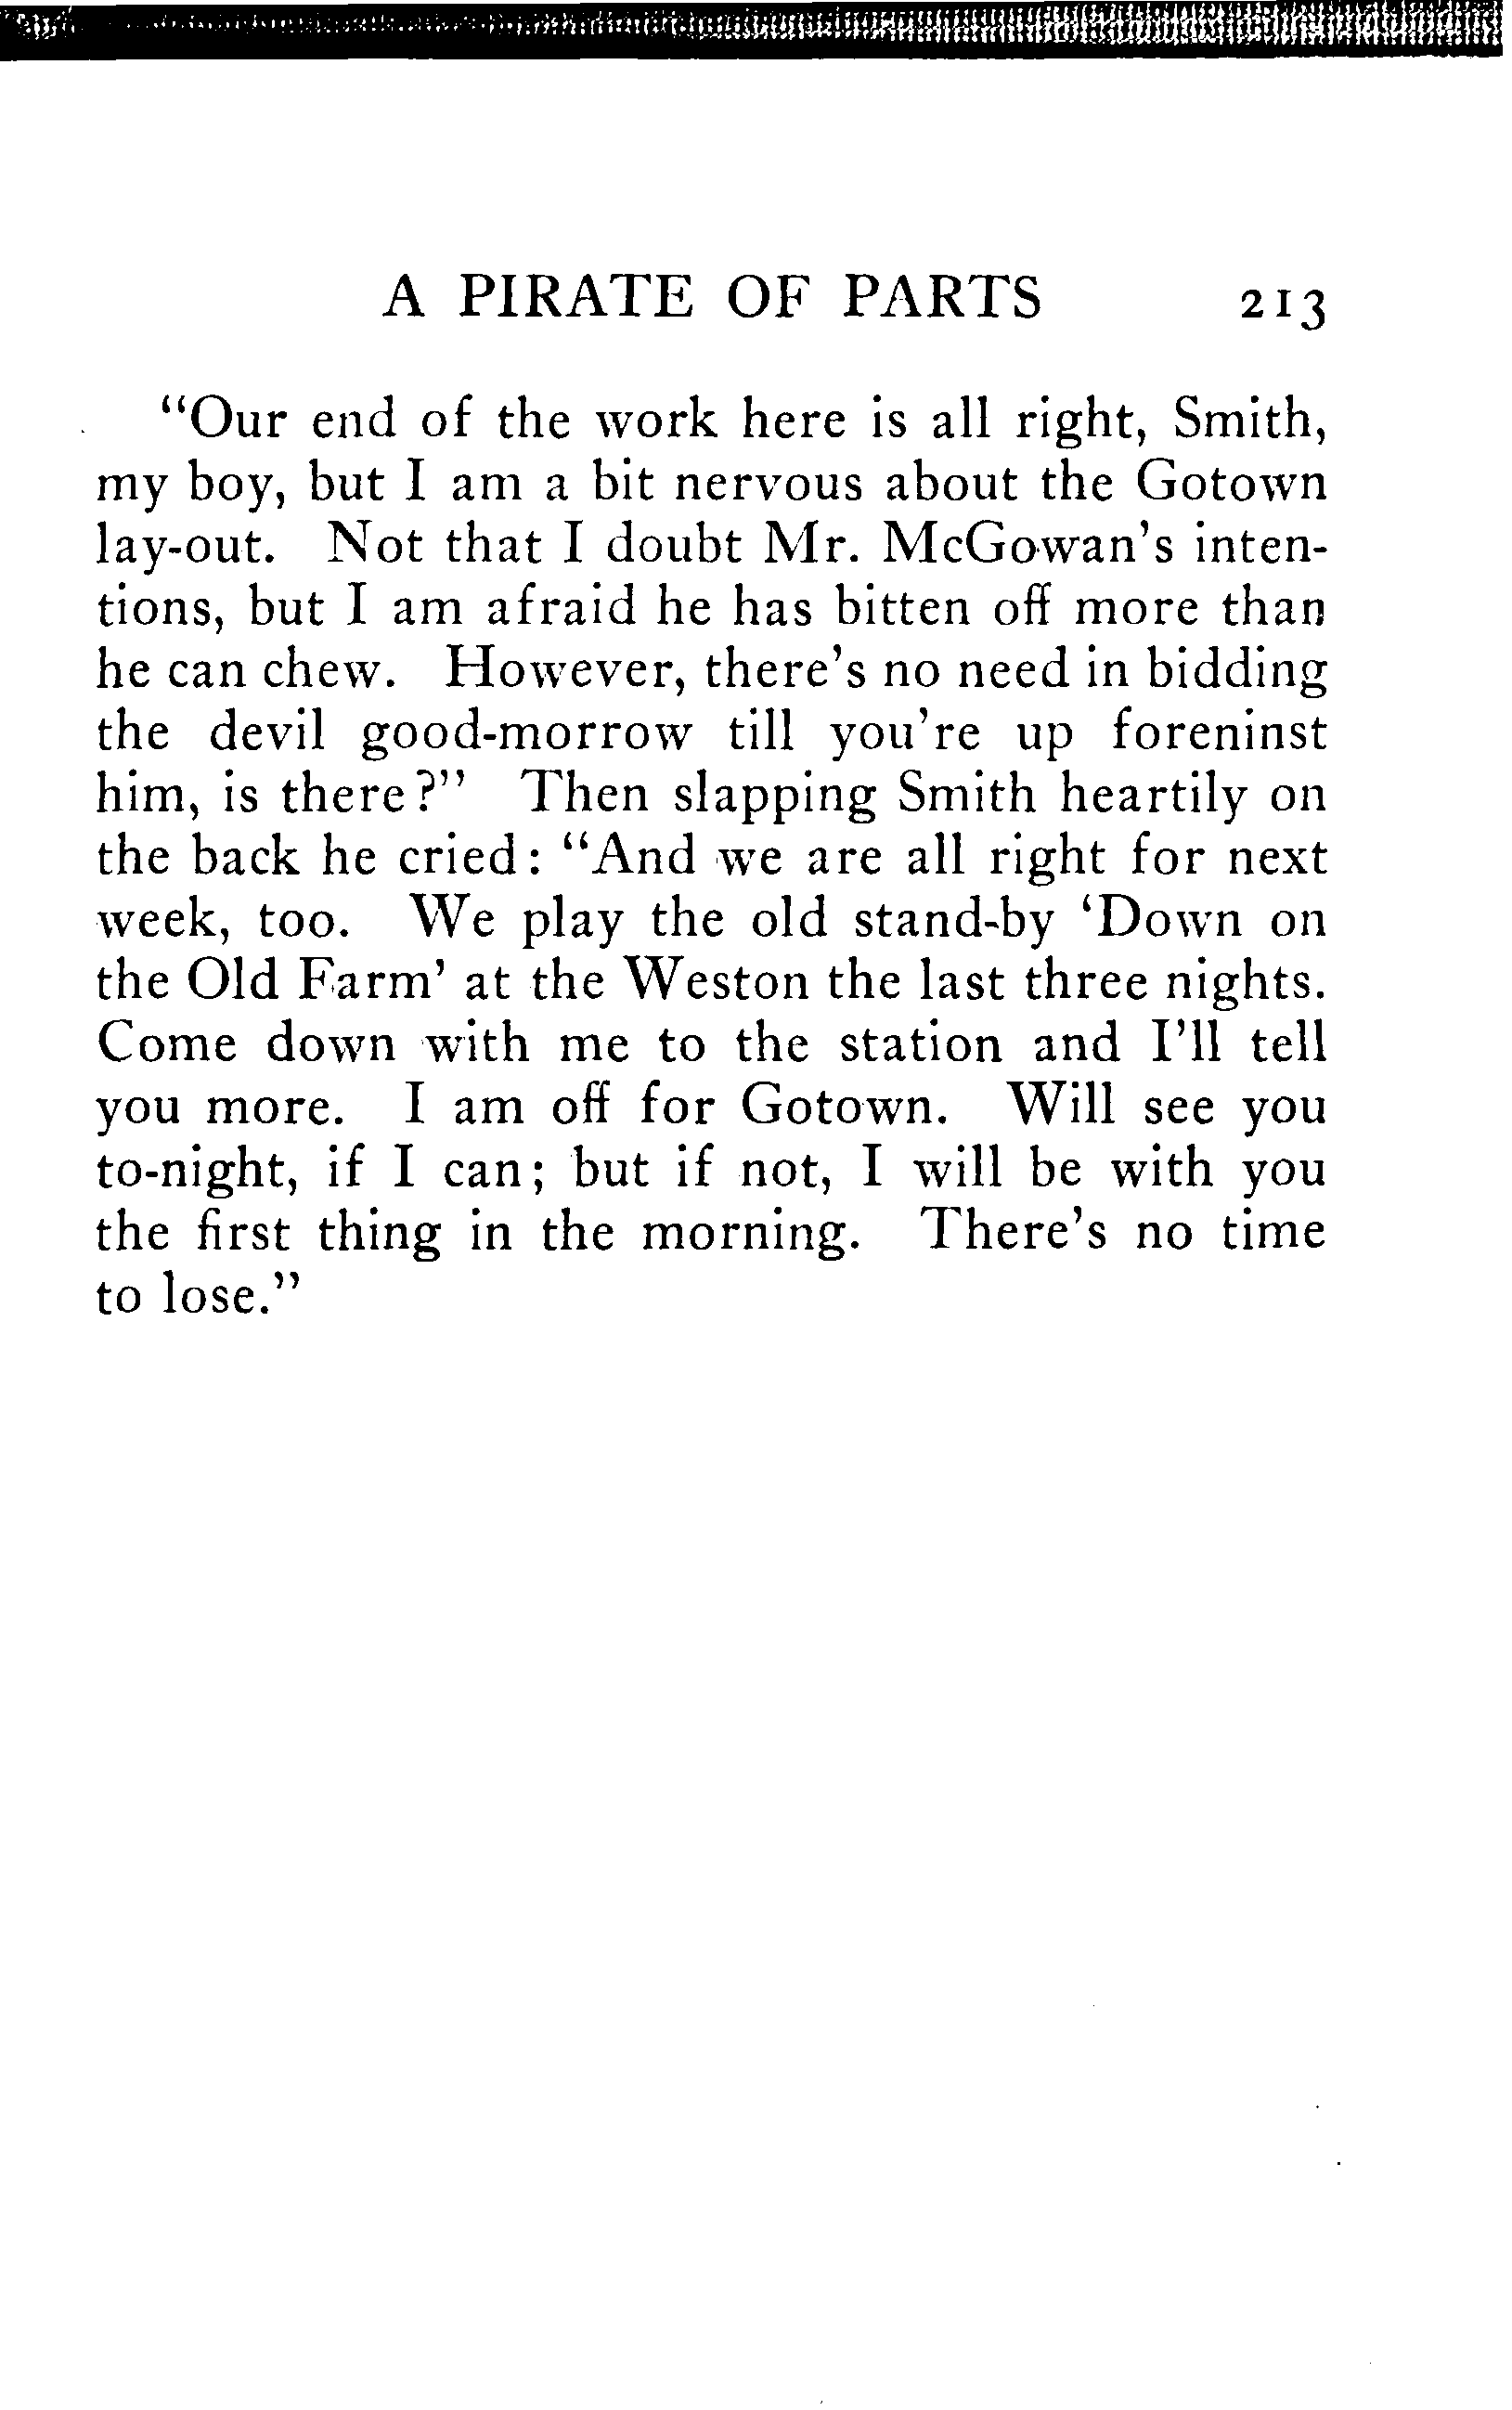 A PIRATE OF PARTS 213
"Our end of the work here is all right, Smith,
my boy, but I am a bit nervous about the Gotown
lay-out. Not that I doubt Mr. McGowan's inten-
tions, but I am afraid he has bitten off more than
he can chew. However, there's no need in bidding
the devil good-morrow till you're up foreninst
him, is there?" Then slapping Smith heartily on
the back he cried: "And we are all right for next
week, too. We play the old stand-by 'Down on
the Old Farm' at the Weston the last three nights.
Come down with me to the station and I'll tell
you more. I am off for Gotown. Will see you
to-night, if I can; but if not, I will be with you
the first thing in the morning. There's no time
to lose."